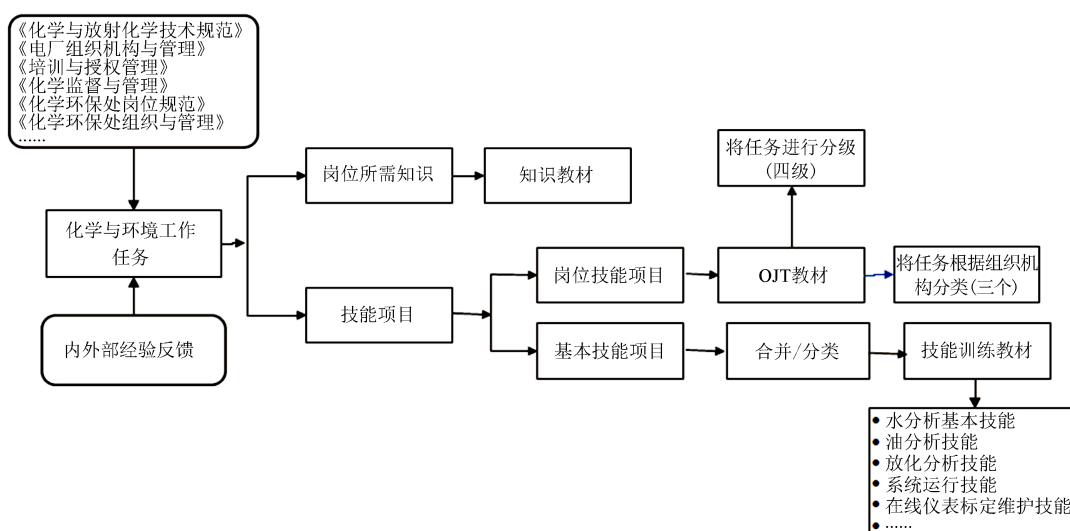 《化学与放射化学技术规范》
《电厂组织机构与管理》
《培训与授权管理》
《化学监督与管理》
《化学环保处岗位规范》
《化学环保处组织与管理》
……
岗位所需知识
知识教材
将任务进行分级
(四级)
化学与环境工作
任务
岗位技能项目
OJT教材
将任务根据组织机
构分类(三个)
技能项目
内外部经验反馈
基本技能项目
合并/分类
技能训练教材
• 水分析基本技能
• 油分析技能
• 放化分析技能
• 系统运行技能
• 在线仪表标定维护技能
• ……